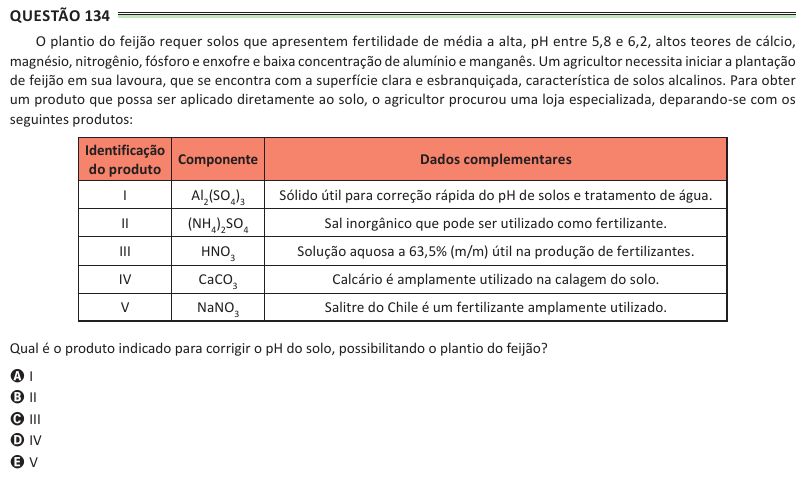 QUESTÃO 134
O plantio do feijão requer solos que apresentem fertilidade de média a alta, pH entre 5,8 e 6,2, altos teores de cálcio,
magnésio, nitrogênio, fósforo e enxofre e baixa concentração de alumínio e manganês. Um agricultor necessita iniciar a plantação
de feijão em sua lavoura, que se encontra com a superfície clara e esbranquiçada, característica de solos alcalinos. Para obter
um produto que possa ser aplicado diretamente ao solo, o agricultor procurou uma loja especializada, deparando-se com os
seguintes produtos:
Identificação do produto Componente Dados complementares
I Al₂(SO₄)₃ Sólido útil para correção rápida do pH de solos e tratamento de água.
II (NH₄)₂SO₄ Sal inorgânico que pode ser utilizado como fertilizante.
III HNO₃ Solução aquosa a 63,5% (m/m) útil na produção de fertilizantes.
IV CaCO₃ Calcário é amplamente utilizado na calagem do solo.
V NaNO₃ Salitre do Chile é um fertilizante amplamente utilizado.
Qual é o produto indicado para corrigir o pH do solo, possibilitando o plantio do feijão?
A I
B II
C III
D IV
E V